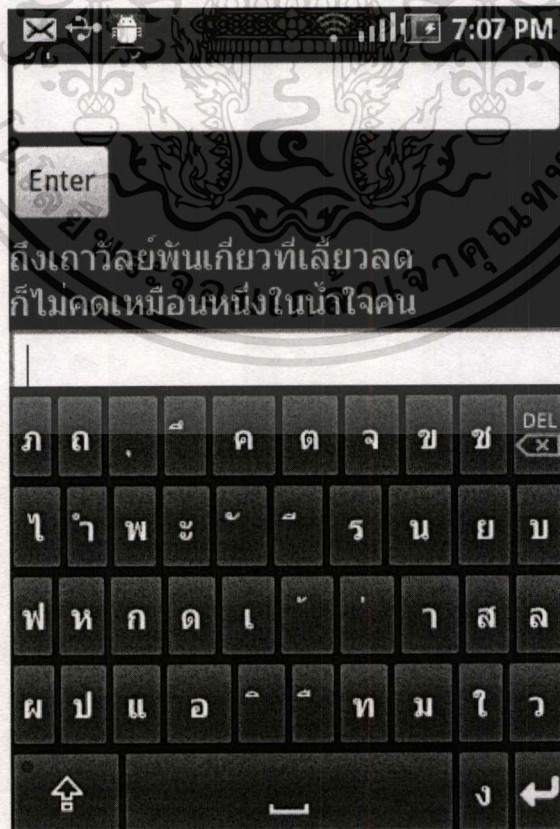 7:07 PM
Enter
ถึงเถาวัลย์พันเกี่ยวที่เลี้ยวลด
ก็ไม่คดเหมือนหนึ่งในน้ำใจคน
ภ ถ ุ ึ ค ต จ ข ช DEL
ไ ำ พ ะ ั ี ร น ย บ
ฟ ห ก ด เ ้ ่ า ส ล
ผ ป แ อ ิ ื ท ม ใ ว
ง